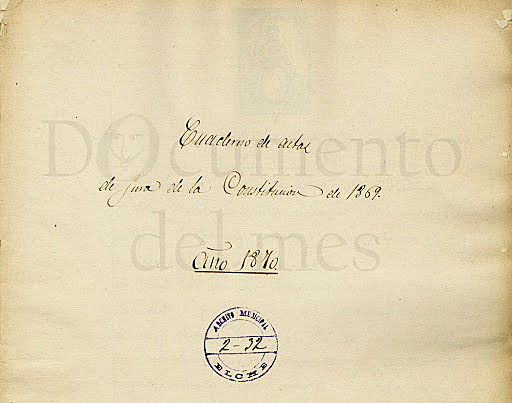 Cuaderno de actas
de Jura de la Constitucion de 1869.
Año 1870.
DOcumento
del mes
ARCHIVO MUNICIPAL
2-32
ELCHE